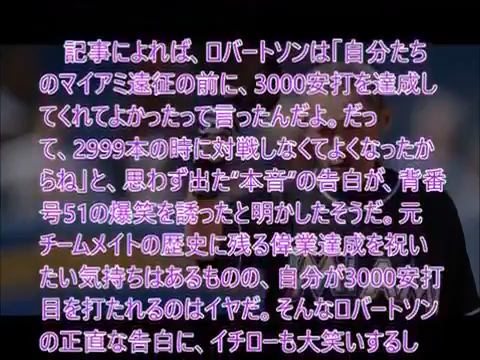 記事によれば、ロバートソンは「自分たち
のマイアミ遠征の前に、3000安打を達成し
てくれてよかったって言ったんだよ。だっ
て、2999本の時に対戦しなくてよくなったか
らね」と、思わず出た“本音”の告白が、背番
号51の爆笑を誘ったと明かしたそうだ。元
チームメイトの歴史に残る偉業達成を祝い
たい気持ちはあるものの、自分が3000安打
目を打たれるのはイヤだ。そんなロバートソン
の正直な告白に、イチローも大笑いするし